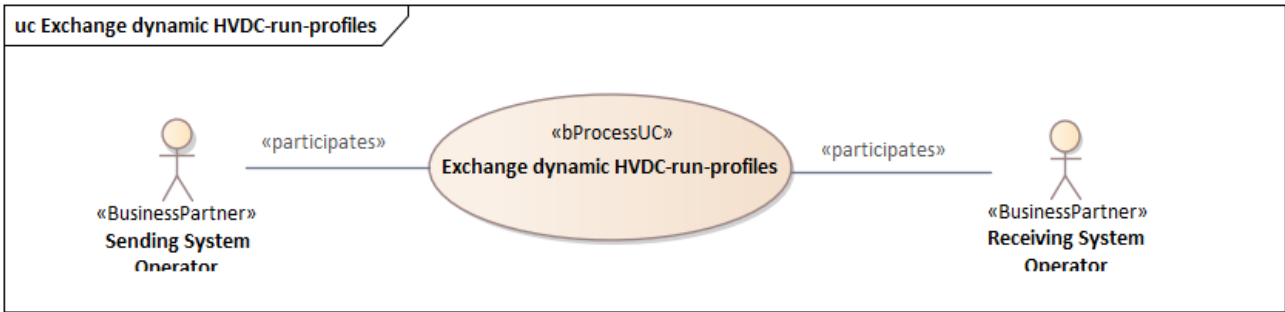 uc Exchange dynamic HVDC-run-profiles
«bProcessUC»
Exchange dynamic HVDC-run-profiles
«participates»
«participates»
«BusinessPartner»
Sending System
Operator
«BusinessPartner»
Receiving System
Operator